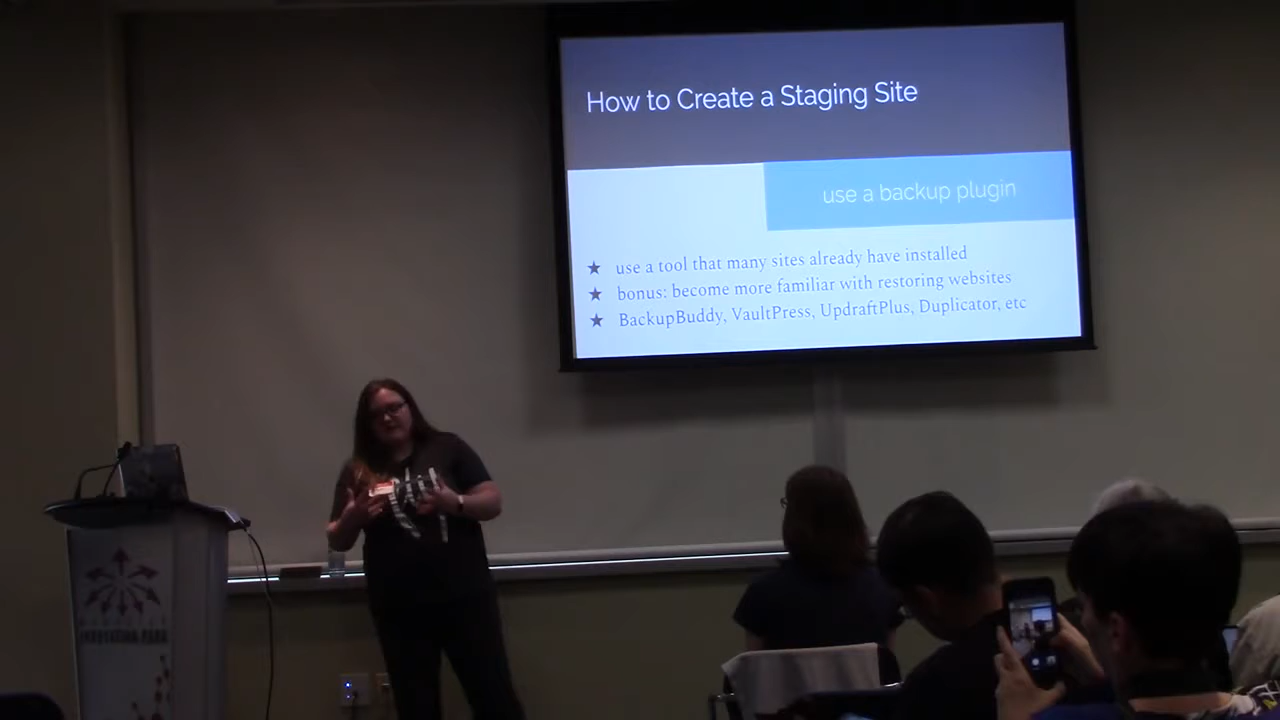 How to Create a Staging Site
use a backup plugin
★ use a tool that many sites already have installed
★ bonus: become more familiar with restoring websites
★ BackupBuddy, VaultPress, UpdraftPlus, Duplicator, etc
INNOVATION PARK